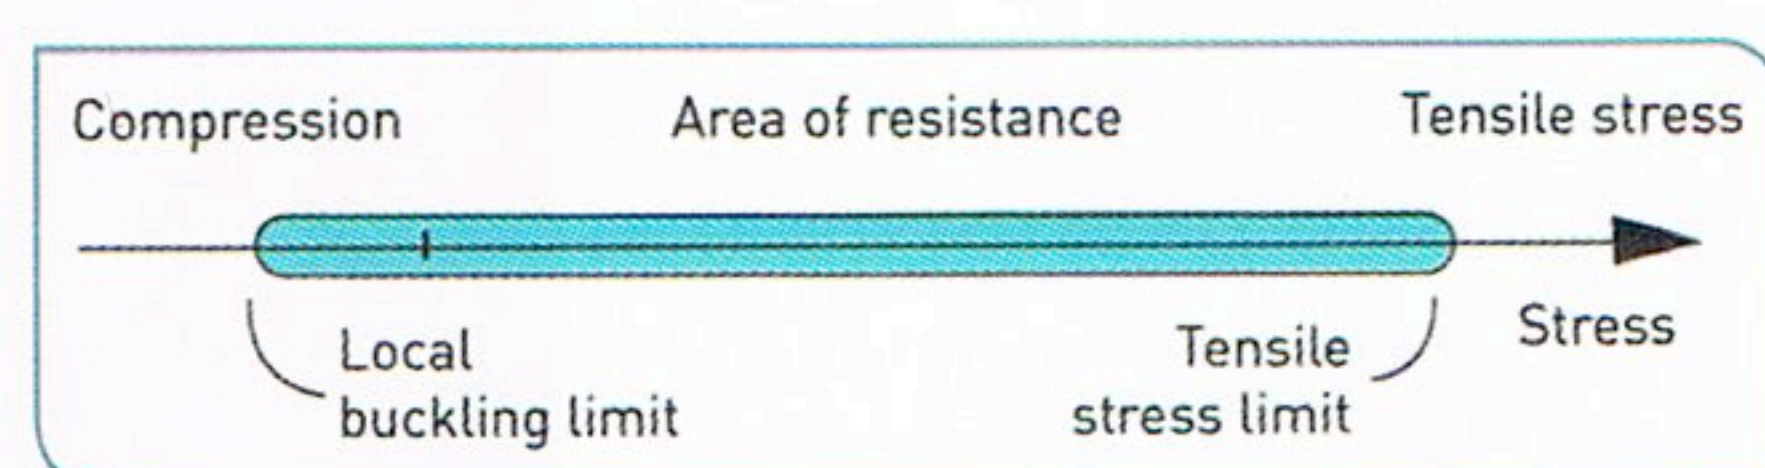 Compression
Area of resistance
Tensile stress
Local
buckling limit
Tensile
stress limit
Stress